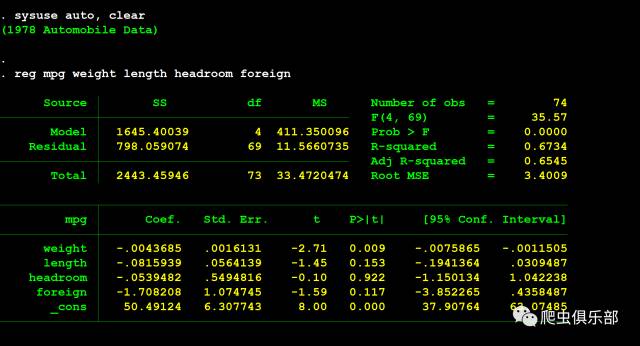 . sysuse auto, clear
(1978 Automobile Data)
.
. reg mpg weight length headroom foreign
Source SS df MS Number of obs = 74
F(4, 69) = 35.57
Model 1645.40039 4 411.350096 Prob > F = 0.0000
Residual 798.059074 69 11.5660735 R-squared = 0.6734
Adj R-squared = 0.6545
Total 2443.45946 73 33.4720474 Root MSE = 3.4009
mpg Coef. Std. Err. t P>|t| [95% Conf. Interval]
weight -.0043685 .0016131 -2.71 0.009 -.0075865 -.0011505
length -.0815939 .0564139 -1.45 0.153 -.1941364 .0309487
headroom -.0539482 .5494816 -0.10 0.922 -1.150134 1.042238
foreign -1.708208 1.074745 -1.59 0.117 -3.852265 .4358487
_cons 50.49124 6.307743 8.00 0.000 37.90764 63.07485
爬虫俱乐部